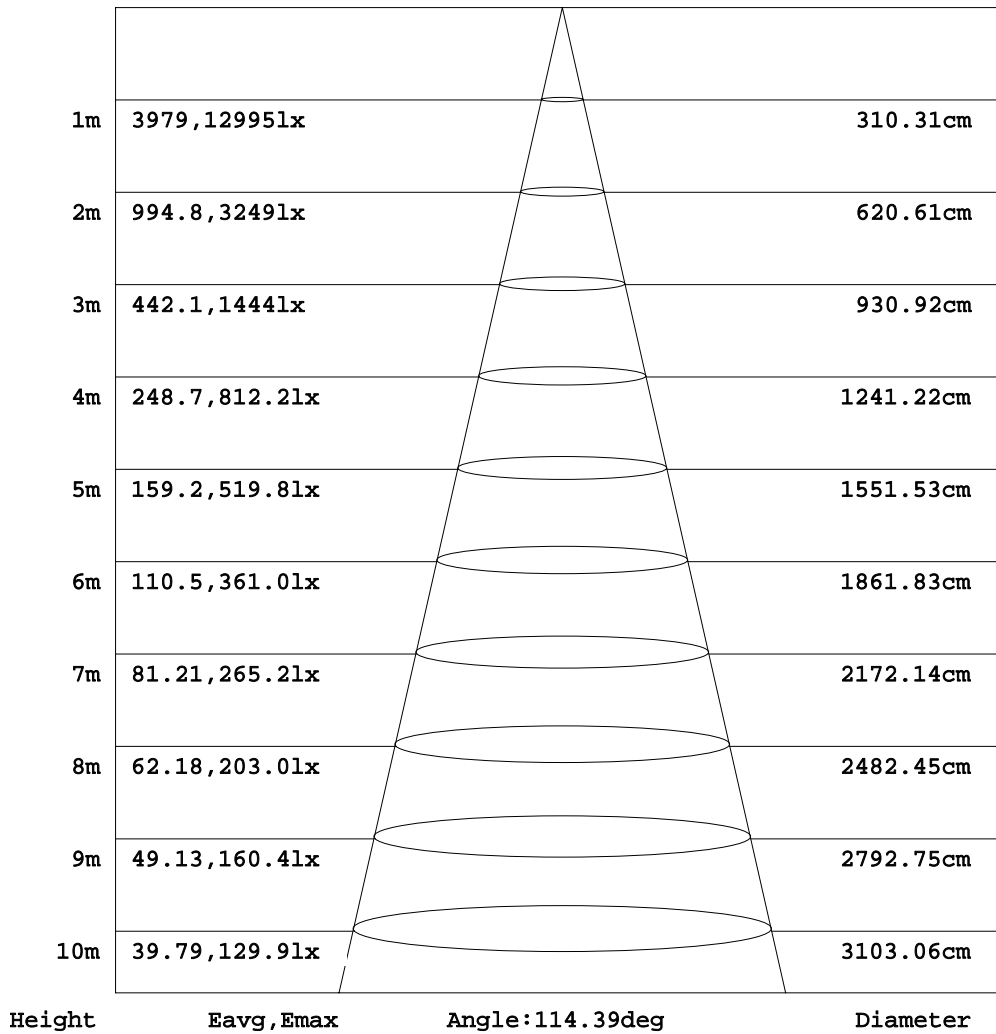 1m 3979,12995lx 310.31cm
2m 994.8,3249lx 620.61cm
3m 442.1,1444lx 930.92cm
4m 248.7,812.2lx 1241.22cm
5m 159.2,519.8lx 1551.53cm
6m 110.5,361.0lx 1861.83cm
7m 81.21,265.2lx 2172.14cm
8m 62.18,203.0lx 2482.45cm
9m 49.13,160.4lx 2792.75cm
10m 39.79,129.9lx 3103.06cm
Height Eavg,Emax Angle:114.39deg Diameter